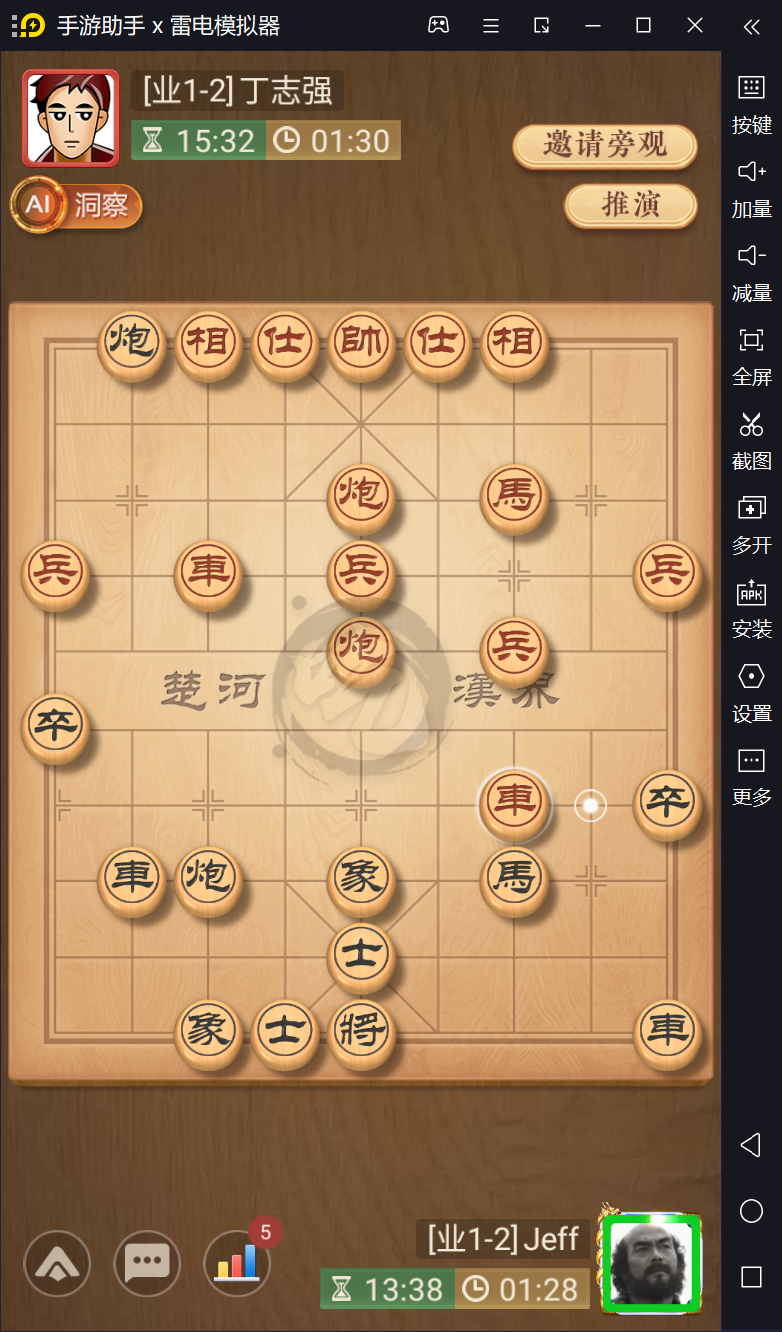 手游助手 x 雷电模拟器
[业1-2]丁志强
15:32 01:30
邀请旁观
AI 洞察
推演
炮 相 仕 帥 仕 相
炮 馬
兵 車 兵 兵
炮 兵
楚河 漢界
卒
車 卒
車 炮 象 馬
士
象 士 將 車
5
[业1-2]Jeff
13:38 01:28
按键
加量
减量
全屏
截图
多开
APK
安装
设置
更多